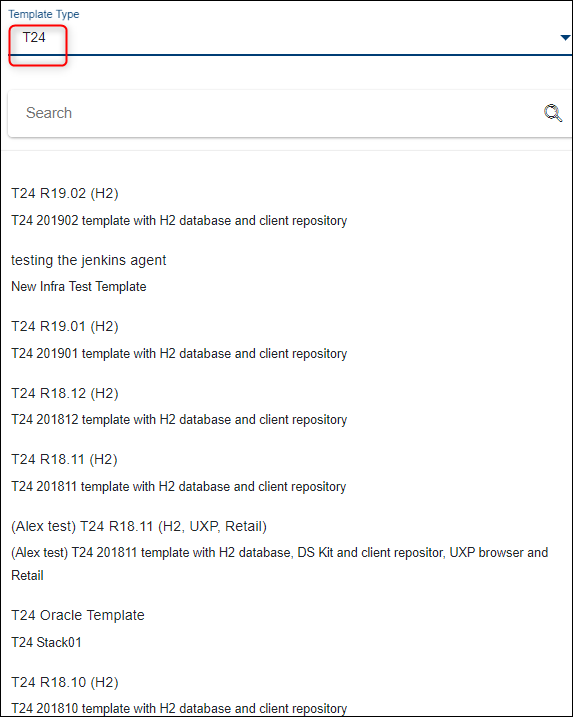 Template Type
T24
Search
T24 R19.02 (H2)
T24 201902 template with H2 database and client repository
testing the jenkins agent
New Infra Test Template
T24 R19.01 (H2)
T24 201901 template with H2 database and client repository
T24 R18.12 (H2)
T24 201812 template with H2 database and client repository
T24 R18.11 (H2)
T24 201811 template with H2 database and client repository
(Alex test) T24 R18.11 (H2, UXP, Retail)
(Alex test) T24 201811 template with H2 database, DS Kit and client repositor, UXP browser and
Retail
T24 Oracle Template
T24 Stack01
T24 R18.10 (H2)
T24 201810 template with H2 database and client repository